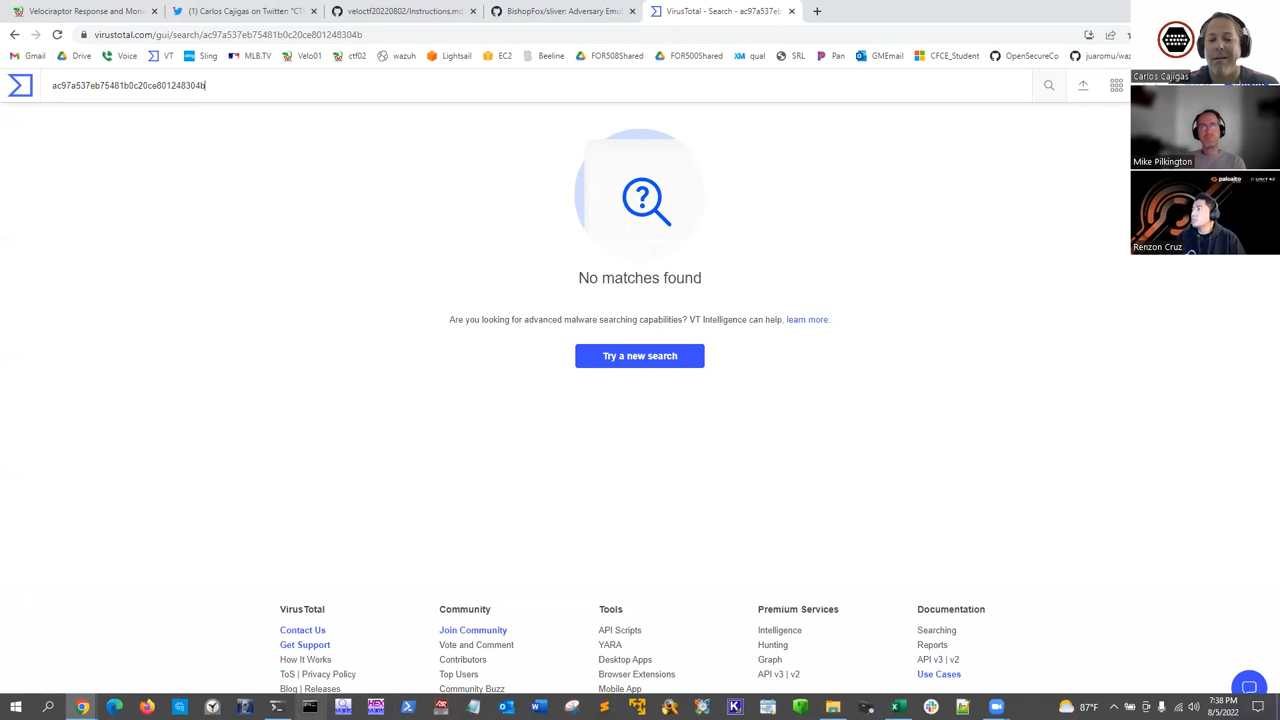 Velociraptor Response and Moni
(1) Carlos Cajigas on Twitter: "CT
veloctf20220802/Instructions.md
BishopFox/sliver: Adversary Emul
VirusTotal - Search - ac97a537eb
virustotal.com/gui/search/ac97a537eb75481b0c20ce801248304b
Gmail Drive Voice VT Sling MLB.TV Velo01 ctf02 wazuh Lightsail EC2 Beeline FOR508Shared FOR500Shared XM qual SRL Pan GMEmail CFCE_Student OpenSecureCo juaromu/waz
ac97a537eb75481b0c20ce801248304b
Carlos Cajigas
Mike Pilkington
paloalto UNIT 42
Renzon Cruz
No matches found
Are you looking for advanced malware searching capabilities? VT Intelligence can help, learn more.
Try a new search
VirusTotal
Contact Us
Get Support
How It Works
ToS | Privacy Policy
Blog | Releases
Community
Join Community
Vote and Comment
Contributors
Top Users
Community Buzz
Tools
API Scripts
YARA
Desktop Apps
Browser Extensions
Mobile App
Premium Services
Intelligence
Hunting
Graph
API v3 | v2
Documentation
Searching
Reports
API v3 | v2
Use Cases
87°F
7:38 PM
8/5/2022